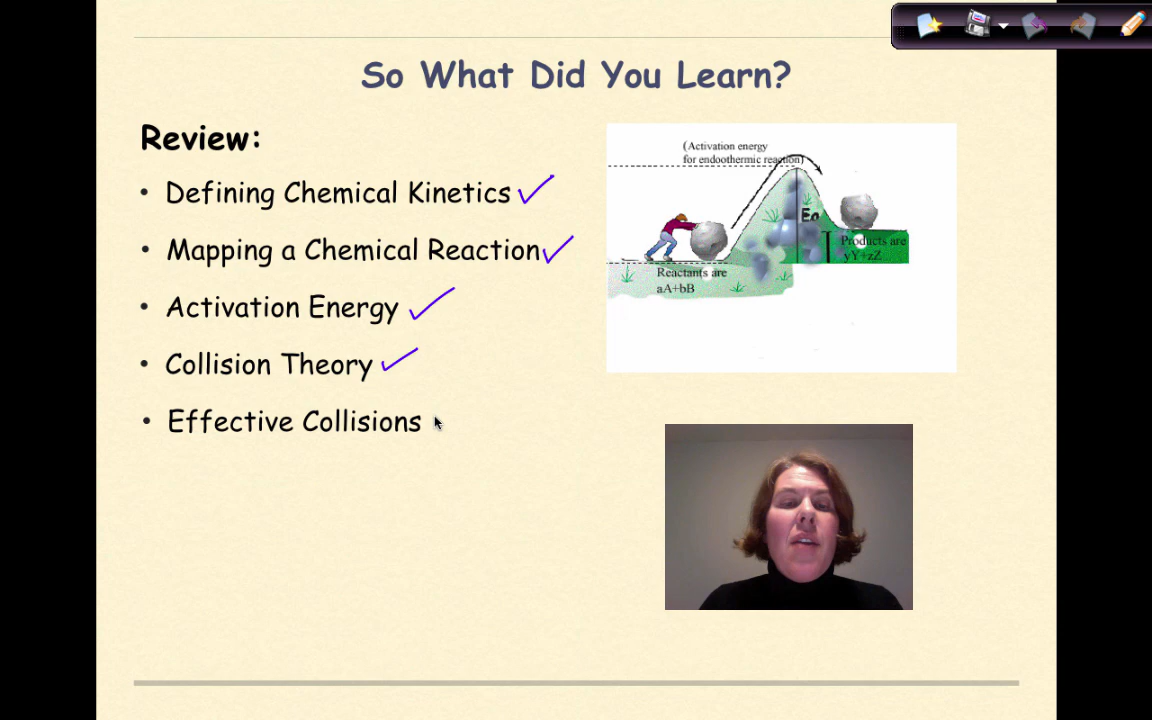 So What Did You Learn?
Review:
• Defining Chemical Kinetics
• Mapping a Chemical Reaction
• Activation Energy
• Collision Theory
• Effective Collisions
(Activation energy
for endoothermic reaction)
Ea
Products are
yY+zZ
Reactants are
aA+bB